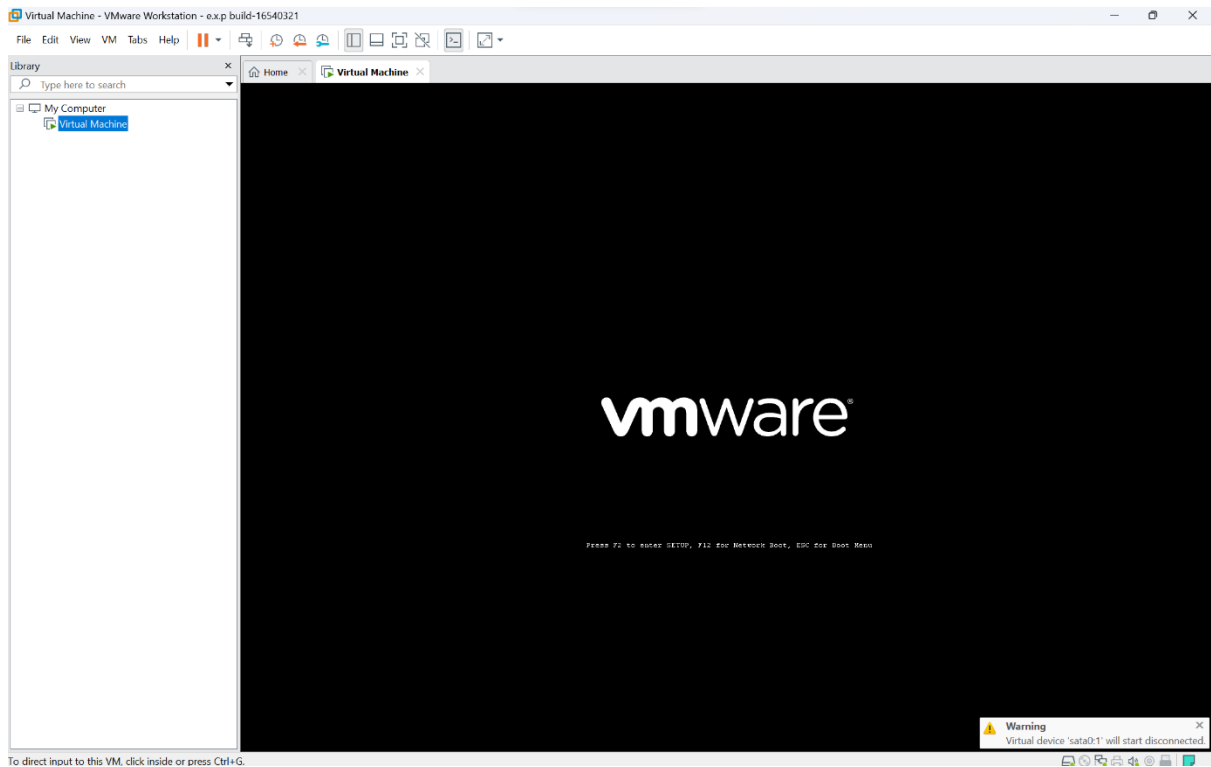 Virtual Machine - VMware Workstation - e.x.p build-16540321
File Edit View VM Tabs Help
Library
Type here to search
My Computer
Virtual Machine
Home
Virtual Machine
vmware®
Press F2 to enter SETUP, F12 for Network Boot, ESC for Boot Menu
Warning
Virtual device 'sata0:1' will start disconnected.
To direct input to this VM, click inside or press Ctrl+G.